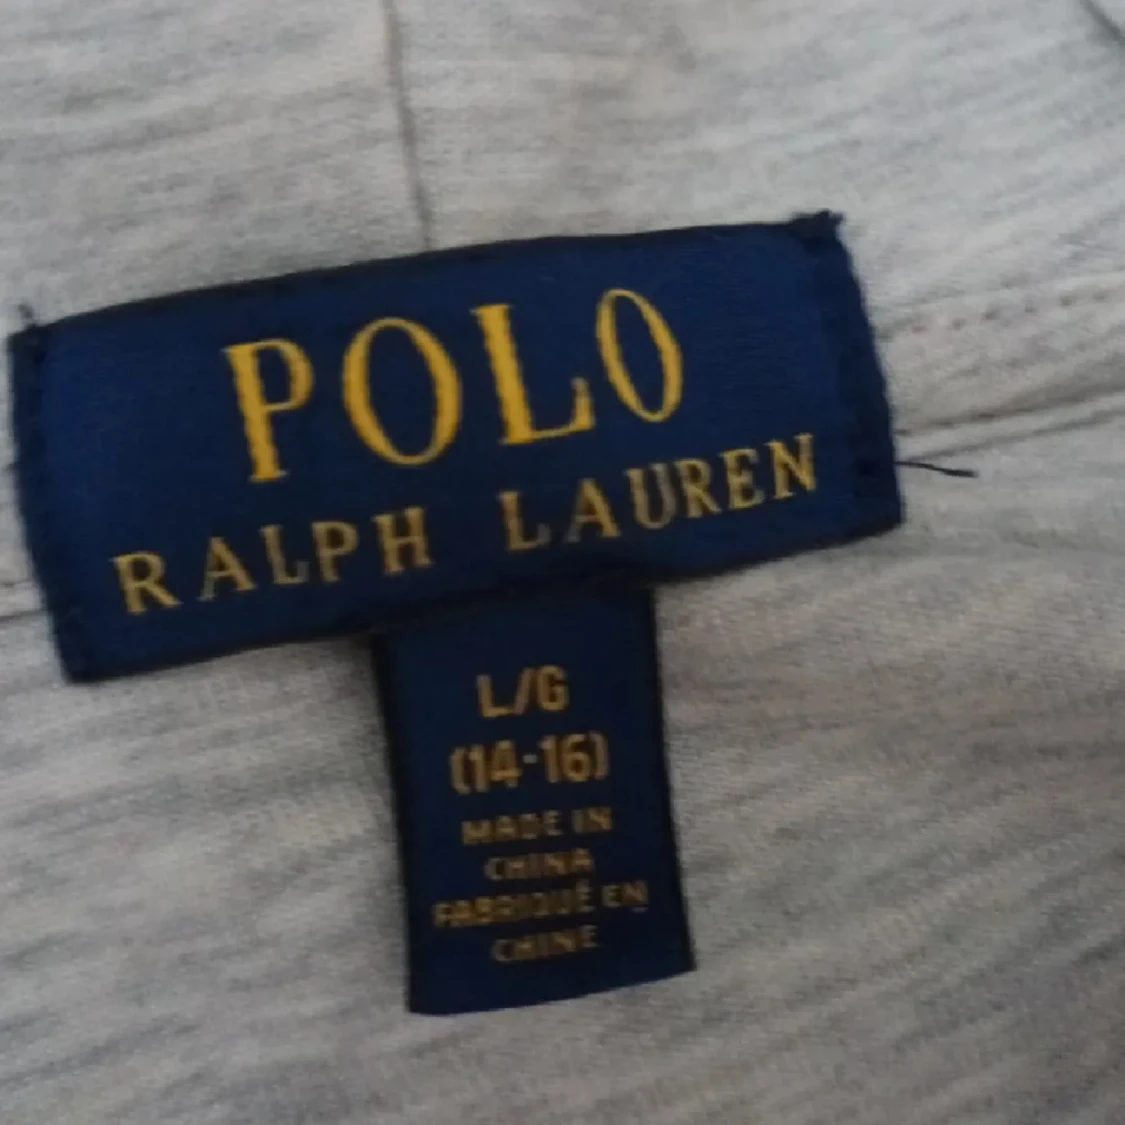 POLO
RALPH LAUREN
L/G
(14-16)
MADE IN
CHINA
FABRIQUÉ EN
CHINE